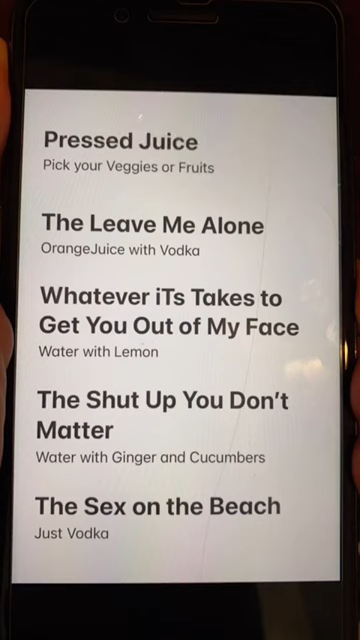 Pressed Juice
Pick your Veggies or Fruits
The Leave Me Alone
OrangeJuice with Vodka
Whatever iTs Takes to
Get You Out of My Face
Water with Lemon
The Shut Up You Don't
Matter
Water with Ginger and Cucumbers
The Sex on the Beach
Just Vodka